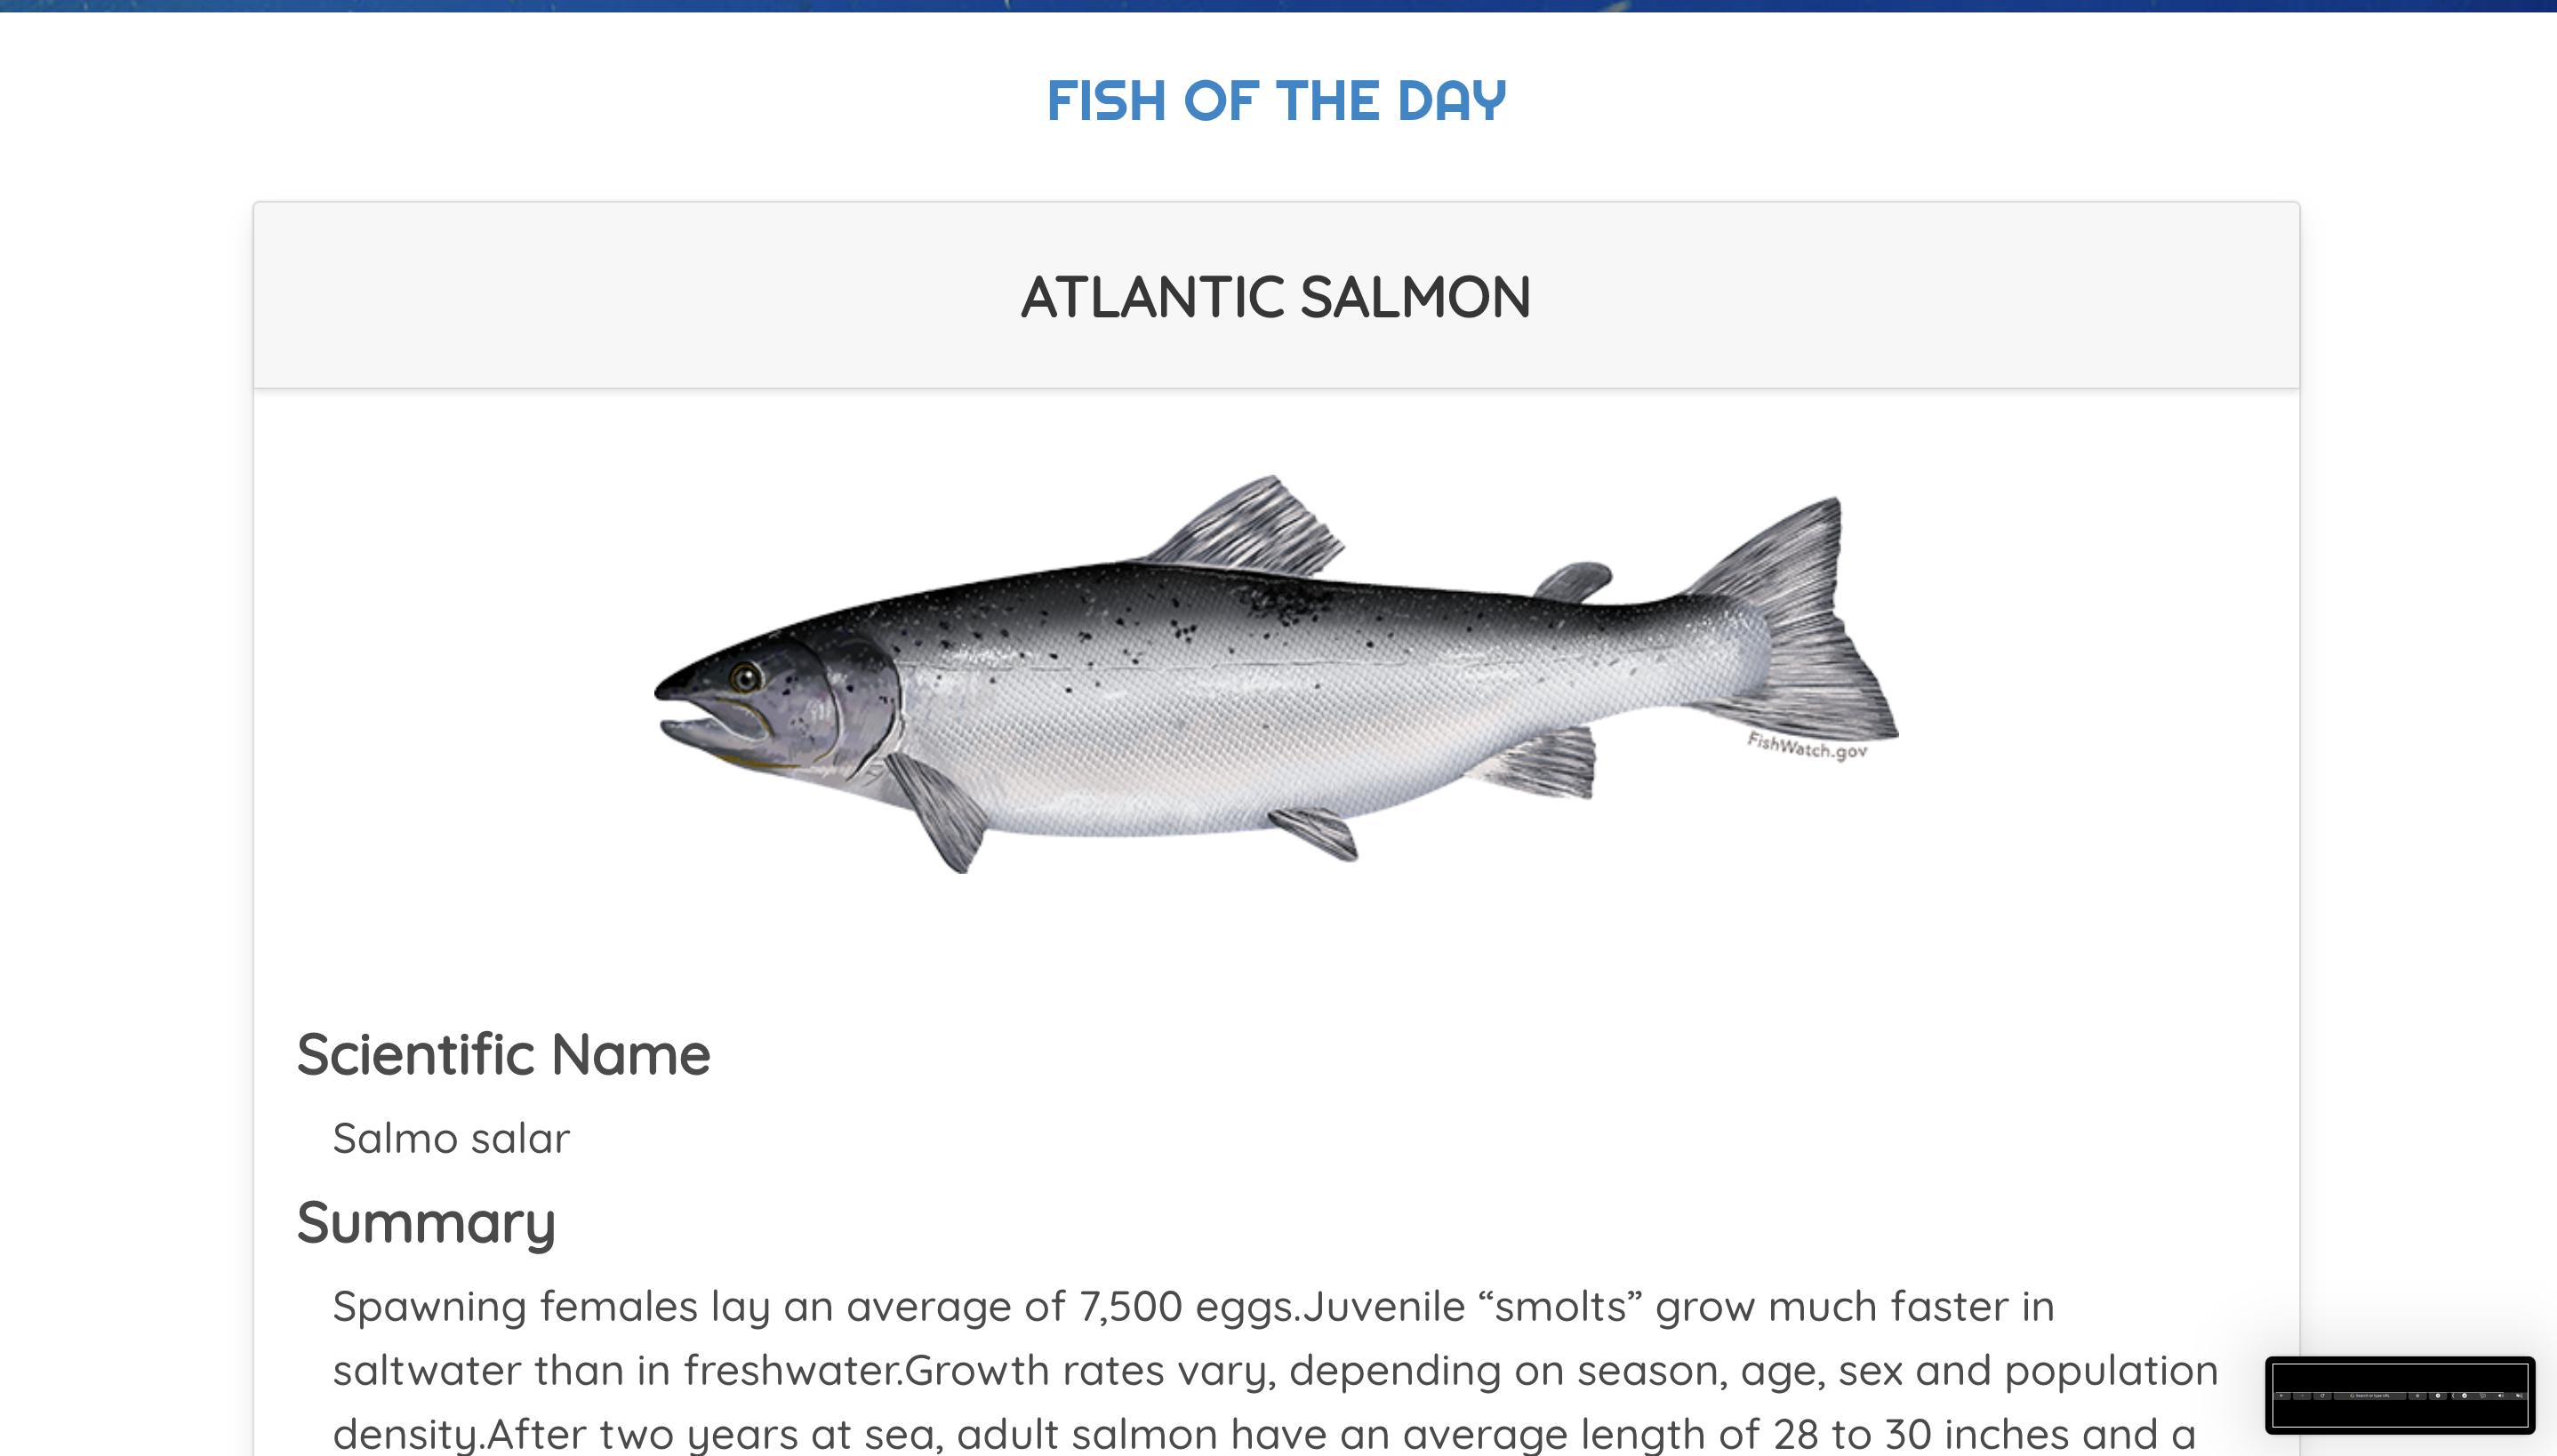 FISH OF THE DAY
ATLANTIC SALMON
FishWatch.gov
Scientific Name
Salmo salar
Summary
Spawning females lay an average of 7,500 eggs.Juvenile “smolts” grow much faster in
saltwater than in freshwater.Growth rates vary, depending on season, age, sex and population
density.After two years at sea, adult salmon have an average length of 28 to 30 inches and a